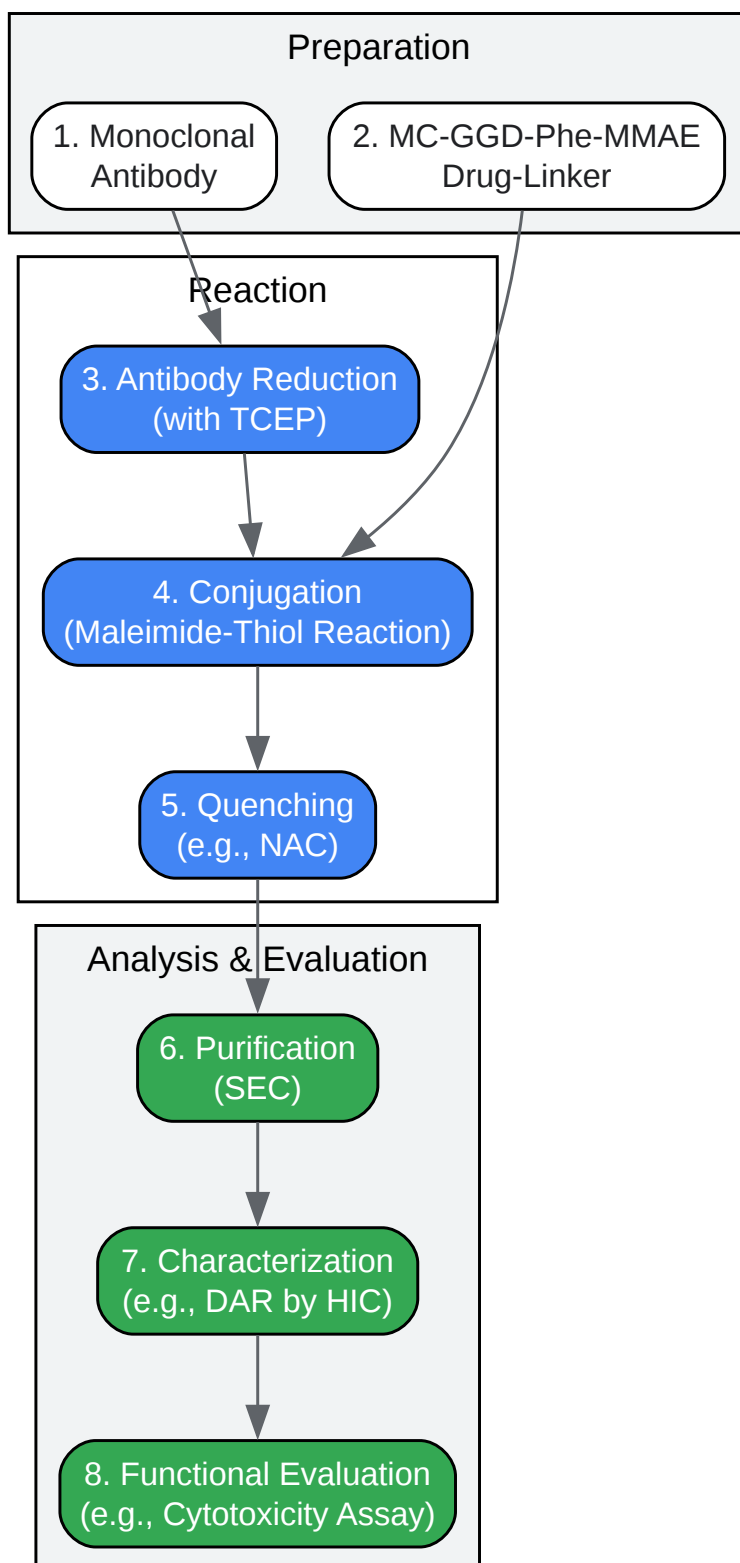 Preparation
1. Monoclonal
Antibody
2. MC-GGD-Phe-MMAE
Drug-Linker
Reaction
3. Antibody Reduction
(with TCEP)
4. Conjugation
(Maleimide-Thiol Reaction)
5. Quenching
(e.g., NAC)
Analysis & Evaluation
6. Purification
(SEC)
7. Characterization
(e.g., DAR by HIC)
8. Functional Evaluation
(e.g., Cytotoxicity Assay)